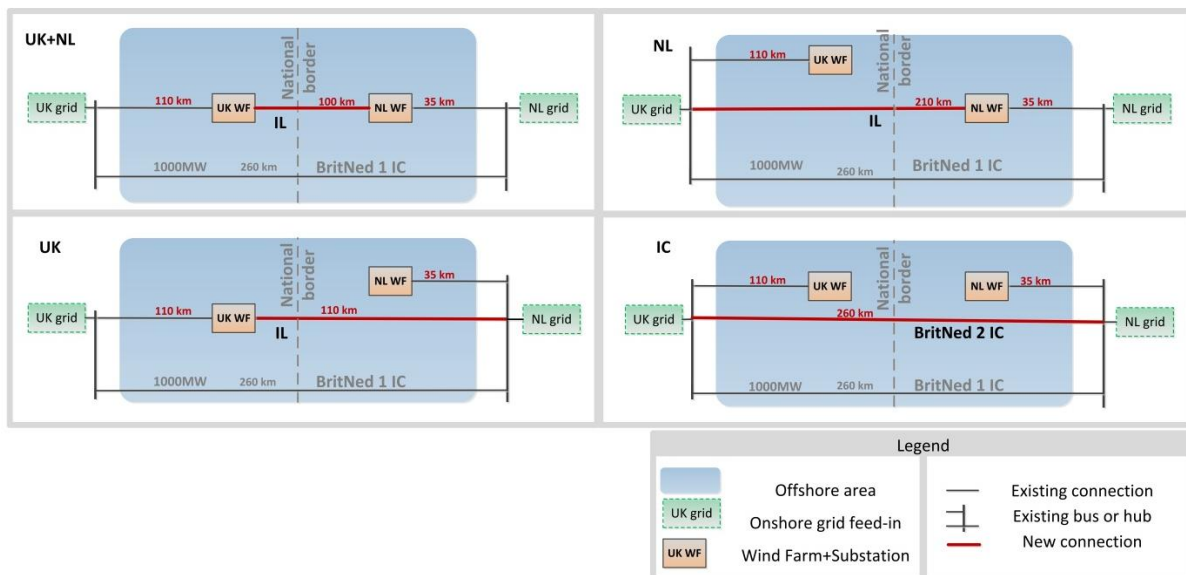 UK+NL
National
border
UK grid
110 km
UK WF
100 km
NL WF
35 km
NL grid
IL
1000MW
260 km
BritNed 1 IC
NL
110 km
UK WF
National
border
UK grid
210 km
NL WF
35 km
NL grid
IL
1000MW
260 km
BritNed 1 IC
UK
National
border
NL WF
35 km
UK grid
110 km
UK WF
110 km
NL grid
IL
1000MW
260 km
BritNed 1 IC
IC
110 km
UK WF
National
border
NL WF
35 km
UK grid
260 km
NL grid
BritNed 2 IC
1000MW
260 km
BritNed 1 IC
Legend
Offshore area
UK grid
Onshore grid feed-in
UK WF
Wind Farm+Substation
Existing connection
Existing bus or hub
New connection